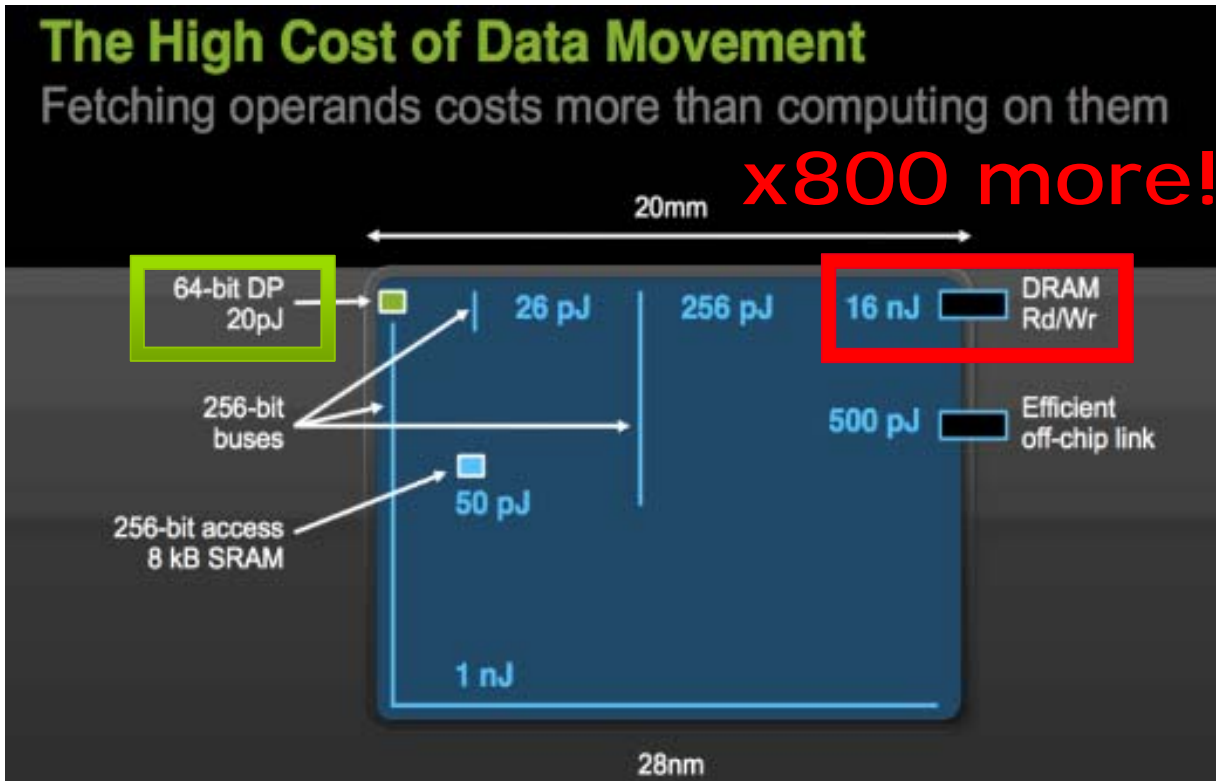 The High Cost of Data Movement
Fetching operands costs more than computing on them
x800 more!
20mm
64-bit DP
20pJ
26 pJ
256 pJ
16 nJ
DRAM
Rd/Wr
256-bit
buses
500 pJ
Efficient
off-chip link
50 pJ
256-bit access
8 kB SRAM
1 nJ
28nm